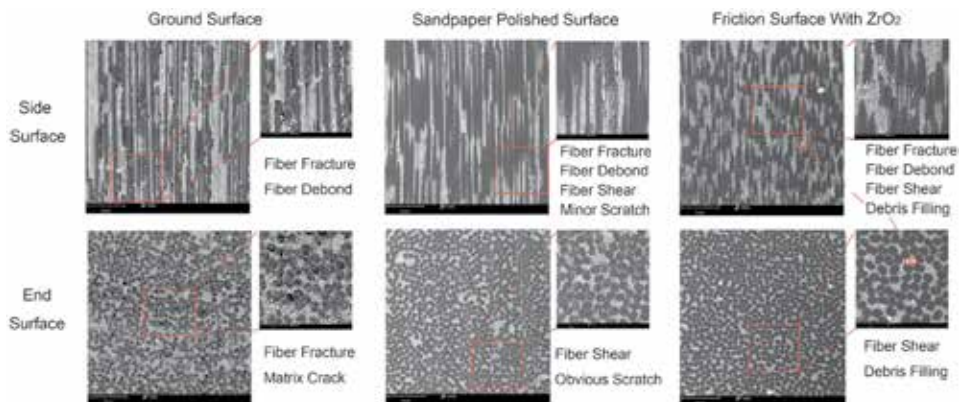 Ground Surface
Sandpaper Polished Surface
Friction Surface With ZrO₂
Side
Surface
Fiber Fracture
Fiber Debond
Fiber Fracture
Fiber Debond
Fiber Shear
Minor Scratch
Fiber Fracture
Fiber Debond
Fiber Shear
Debris Filling
End
Surface
Fiber Fracture
Matrix Crack
Fiber Shear
Obvious Scratch
Fiber Shear
Debris Filling